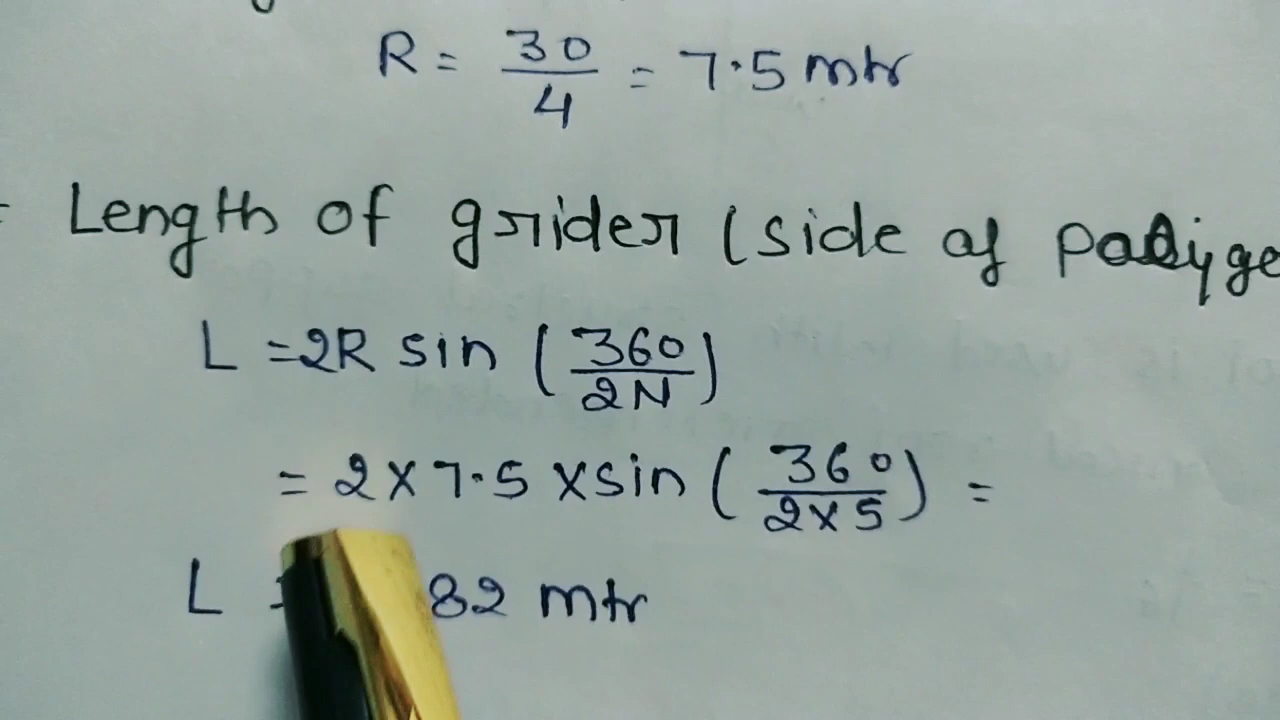 R = 30/4 = 7.5 mtr
= Length of grider (side of
L = 2R sin (360/2N)
= 2 × 7.5 × sin (360/2×5) =
L = 82 mtr